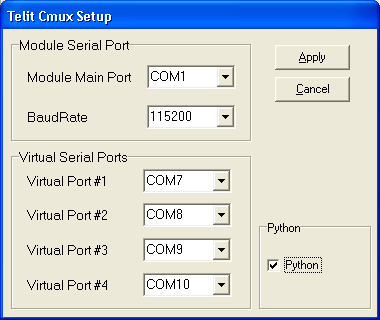 Telit Cmux Setup
Module Serial Port
Module Main Port COM1
BaudRate 115200
Apply
Cancel
Virtual Serial Ports
Virtual Port #1 COM7
Virtual Port #2 COM8
Virtual Port #3 COM9
Virtual Port #4 COM10
Python
Python